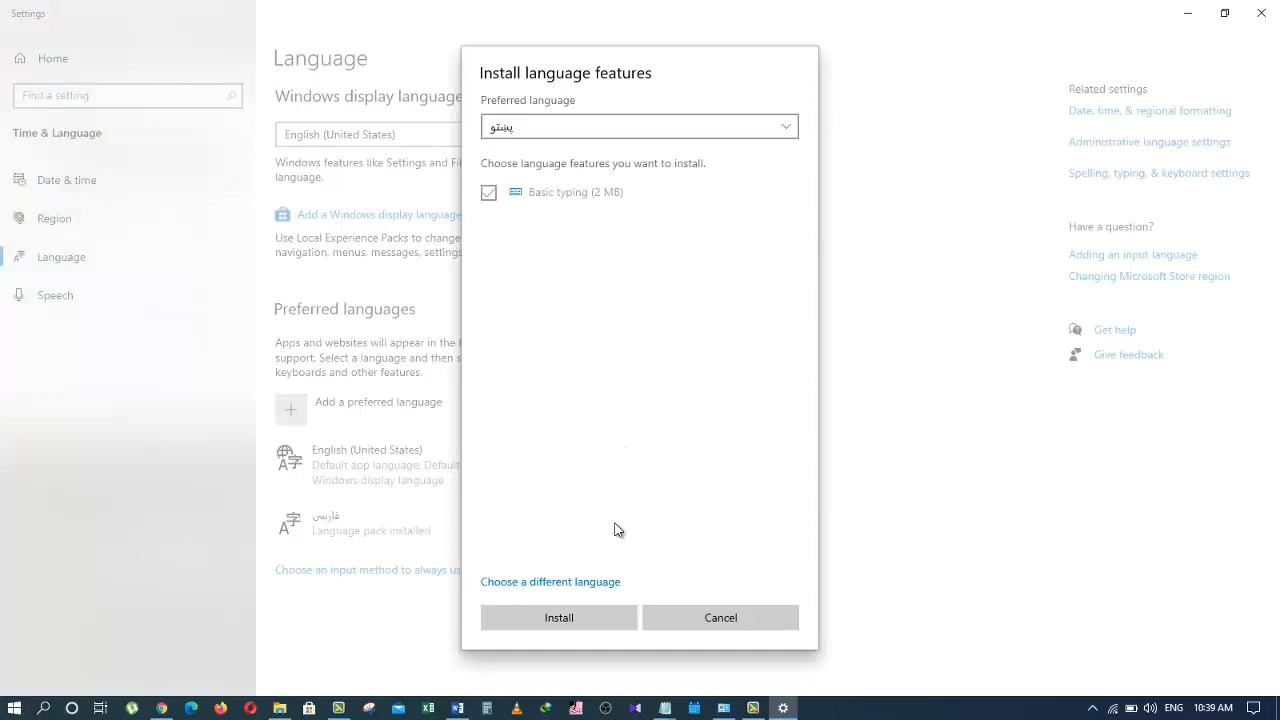 Settings
Home
Find a setting
Time & Language
Date & time
Region
Language
Speech
Language
Windows display language
English (United States)
Windows features like Settings and Fil
language.
Add a Windows display language
Use Local Experience Packs to change
navigation, menus, messages, settings
Preferred languages
Apps and websites will appear in the f
support. Select a language and then s
keyboards and other features.
Add a preferred language
English (United States)
Default app language; Default
Windows display language
فارسی
Language pack installed
Choose an input method to always us
Install language features
Preferred language
پښتو
Choose language features you want to install.
Basic typing (2 MB)
Choose a different language
Install
Cancel
Related settings
Date, time, & regional formatting
Administrative language settings
Spelling, typing, & keyboard settings
Have a question?
Adding an input language
Changing Microsoft Store region
Get help
Give feedback
ENG
10:39 AM